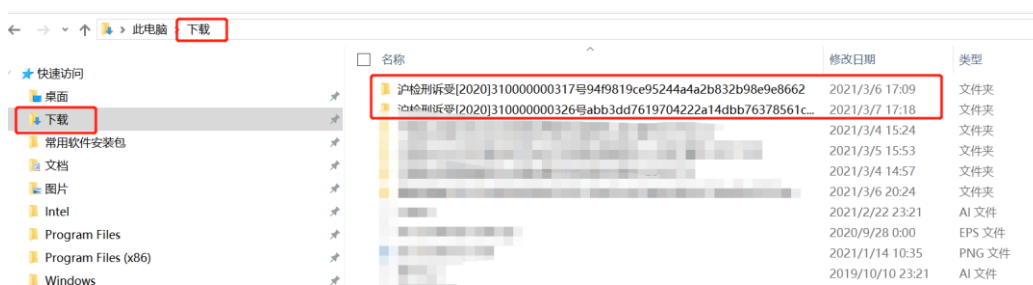 此电脑 › 下载
名称 修改日期 类型
快速访问
桌面
下载
常用软件安装包
文档
图片
Intel
Program Files
Program Files (x86)
Windows
沪检刑诉受[2020]310000000317号94f9819ce95244a4a2b832b98e9e8662 2021/3/6 17:09 文件夹
沪检刑诉受[2020]310000000326号abb3dd7619704222a14dbb76378561c... 2021/3/7 17:18 文件夹
2021/3/4 15:24 文件夹
2021/3/5 15:53 文件夹
2021/3/4 14:57 文件夹
2021/3/6 20:24 文件夹
2021/2/22 23:21 AI 文件
2020/9/28 0:00 EPS 文件
2021/1/14 10:35 PNG 文件
2019/10/10 23:21 AI 文件